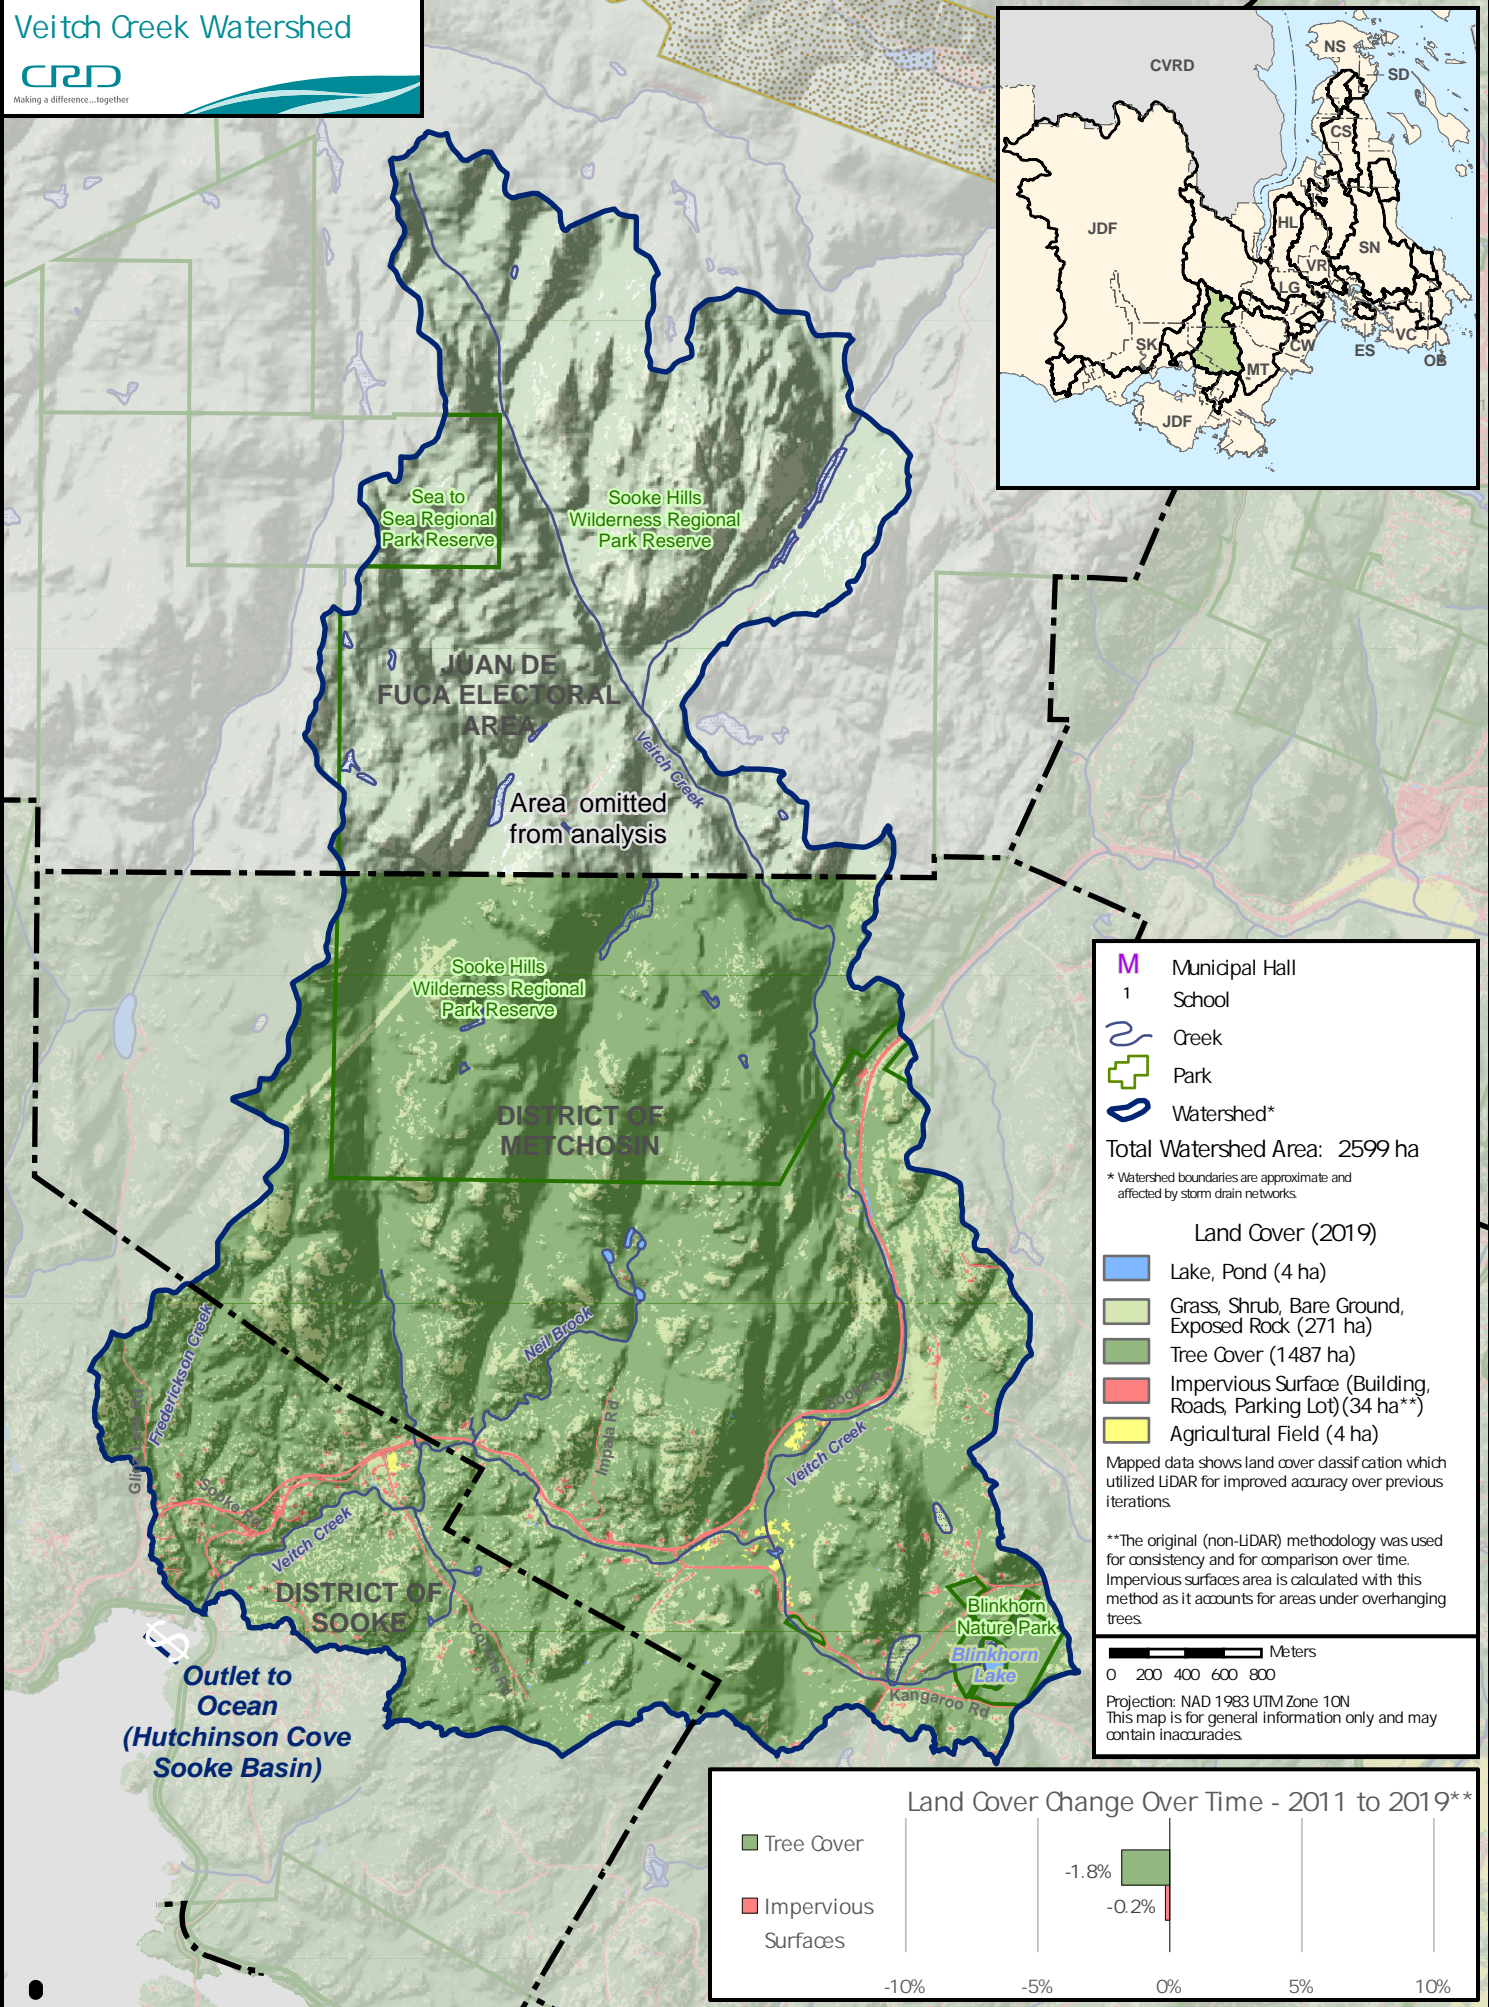 Veitch Creek Watershed
CRD
Making a difference...together
CVRD
NS
SD
CS
JDF
HL
SN
VR
LG
SK
CW
ES
VC
OB
MT
JDF
Sea to
Sea Regional
Park Reserve
Sooke Hills
Wilderness Regional
Park Reserve
JUAN DE
FUCA ELECTORAL
AREA
Veitch Creek
Area omitted
from analysis
Sooke Hills
Wilderness Regional
Park Reserve
DISTRICT OF
METCHOSIN
Neil Brook
Frederickson Creek
Impala Rd
Sooke Rd
Veitch Creek
Sooke Rd
Veitch Creek
DISTRICT OF
SOOKE
Blinkhorn
Nature Park
Blinkhorn
Lake
Kangaroo Rd
Outlet to
Ocean
(Hutchinson Cove
Sooke Basin)
M Municipal Hall
1 School
Creek
Park
Watershed*
Total Watershed Area: 2599 ha
* Watershed boundaries are approximate and
affected by storm drain networks.
Land Cover (2019)
Lake, Pond (4 ha)
Grass, Shrub, Bare Ground,
Exposed Rock (271 ha)
Tree Cover (1487 ha)
Impervious Surface (Building,
Roads, Parking Lot)(34 ha**)
Agricultural Field (4 ha)
Mapped data shows land cover classification which
utilized LiDAR for improved accuracy over previous
iterations.
**The original (non-LiDAR) methodology was used
for consistency and for comparison over time.
Impervious surfaces area is calculated with this
method as it accounts for areas under overhanging
trees.
Meters
0 200 400 600 800
Projection: NAD 1983 UTM Zone 10N
This map is for general information only and may
contain inaccuracies.
Land Cover Change Over Time - 2011 to 2019**
Tree Cover
-1.8%
Impervious
Surfaces
-0.2%
-10% -5% 0% 5% 10%